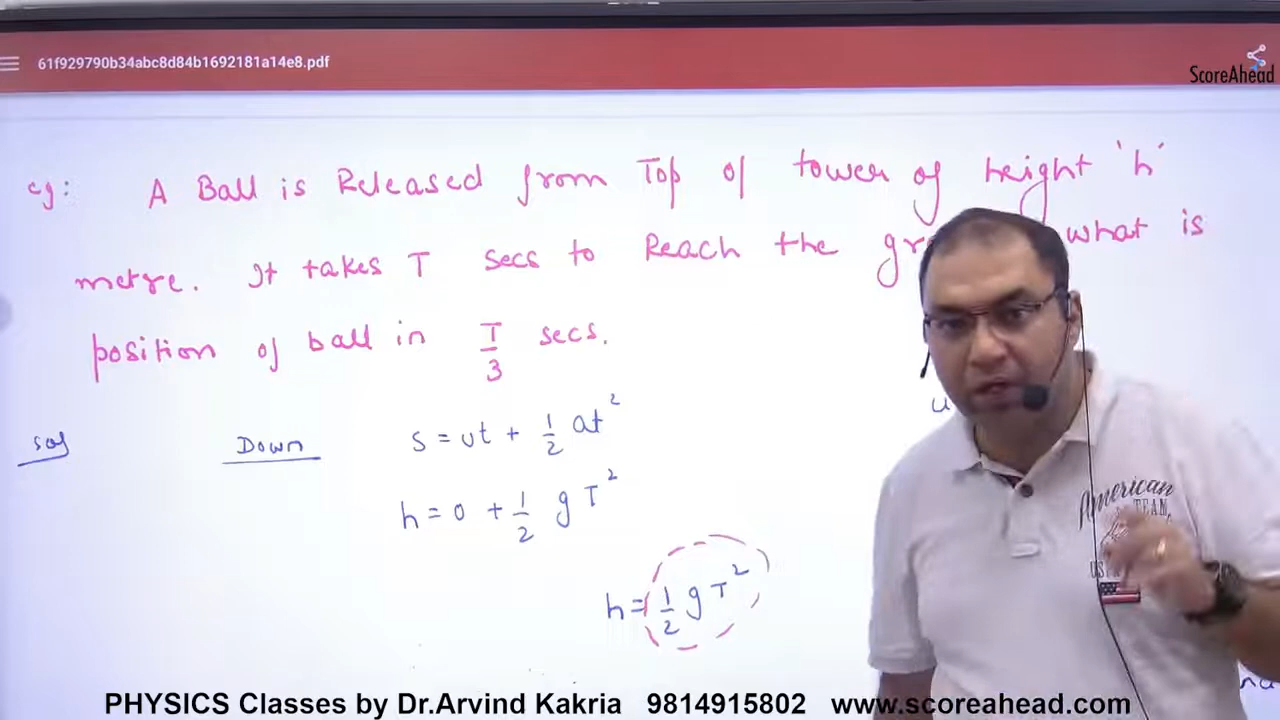 61f929790b34abc8d84b1692181a14e8.pdf
ScoreAhead
eg: A Ball is Released from Top of tower of height 'h'
metre. It takes T secs to Reach the what is
position of ball in T/3 secs.
Sol Down s = ut + 1/2 at²
u
h = 0 + 1/2 g T²
h = 1/2 g T²
American
TEAM
PHYSICS Classes by Dr.Arvind Kakria 9814915802 www.scoreahead.com